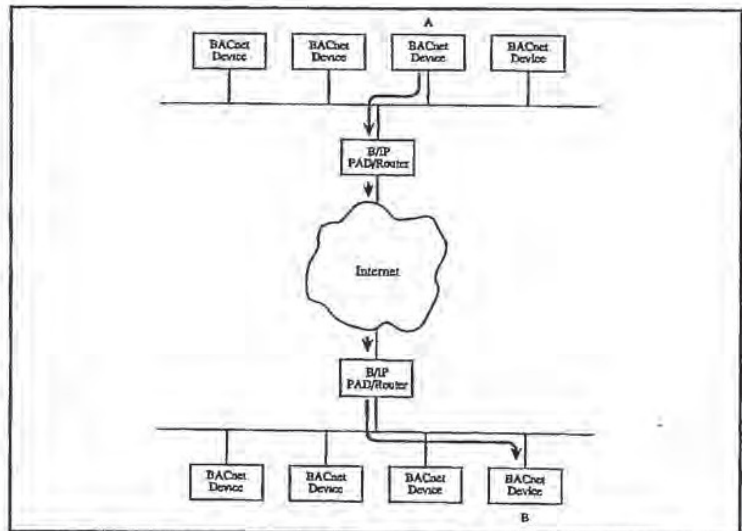 A
BACnet
Device
BACnet
Device
BACnet
Device
BACnet
Device
B/IP
PAD/Router
Internet
B/IP
PAD/Router
BACnet
Device
BACnet
Device
BACnet
Device
BACnet
Device
B